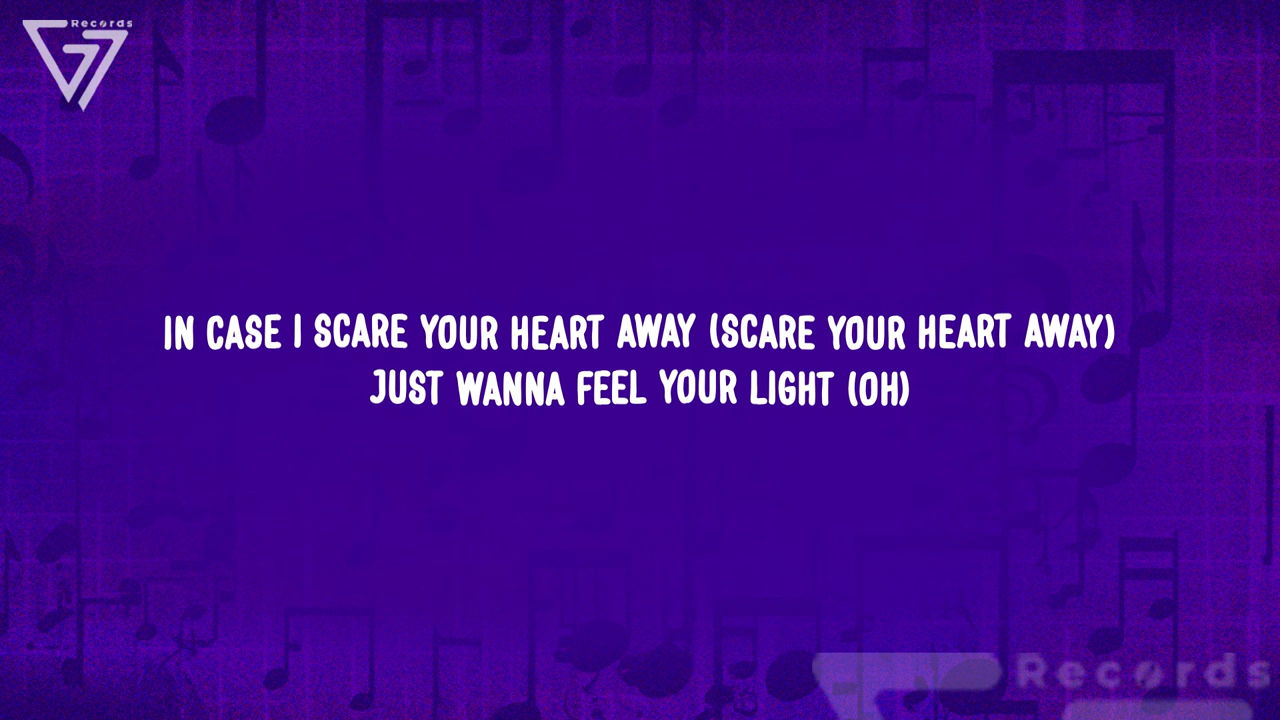 Records
IN CASE I SCARE YOUR HEART AWAY (SCARE YOUR HEART AWAY)
JUST WANNA FEEL YOUR LIGHT (OH)
Records